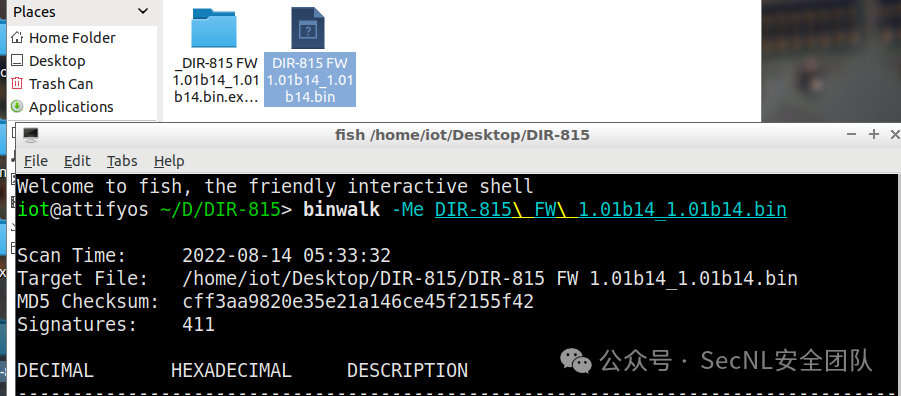 Places
Home Folder
Desktop
Trash Can
Applications
_DIR-815 FW
1.01b14_1.01
b14.bin.ex...
DIR-815 FW
1.01b14_1.01
b14.bin
fish /home/iot/Desktop/DIR-815
File Edit Tabs Help
Welcome to fish, the friendly interactive shell
iot@attifyos ~/D/DIR-815> binwalk -Me DIR-815\ FW\ 1.01b14_1.01b14.bin
Scan Time: 2022-08-14 05:33:32
Target File: /home/iot/Desktop/DIR-815/DIR-815 FW 1.01b14_1.01b14.bin
MD5 Checksum: cff3aa9820e35e21a146ce45f2155f42
Signatures: 411
DECIMAL HEXADECIMAL DESCRIPTION
--------------------------------------------------------------------------------
公众号 · SecNL安全团队